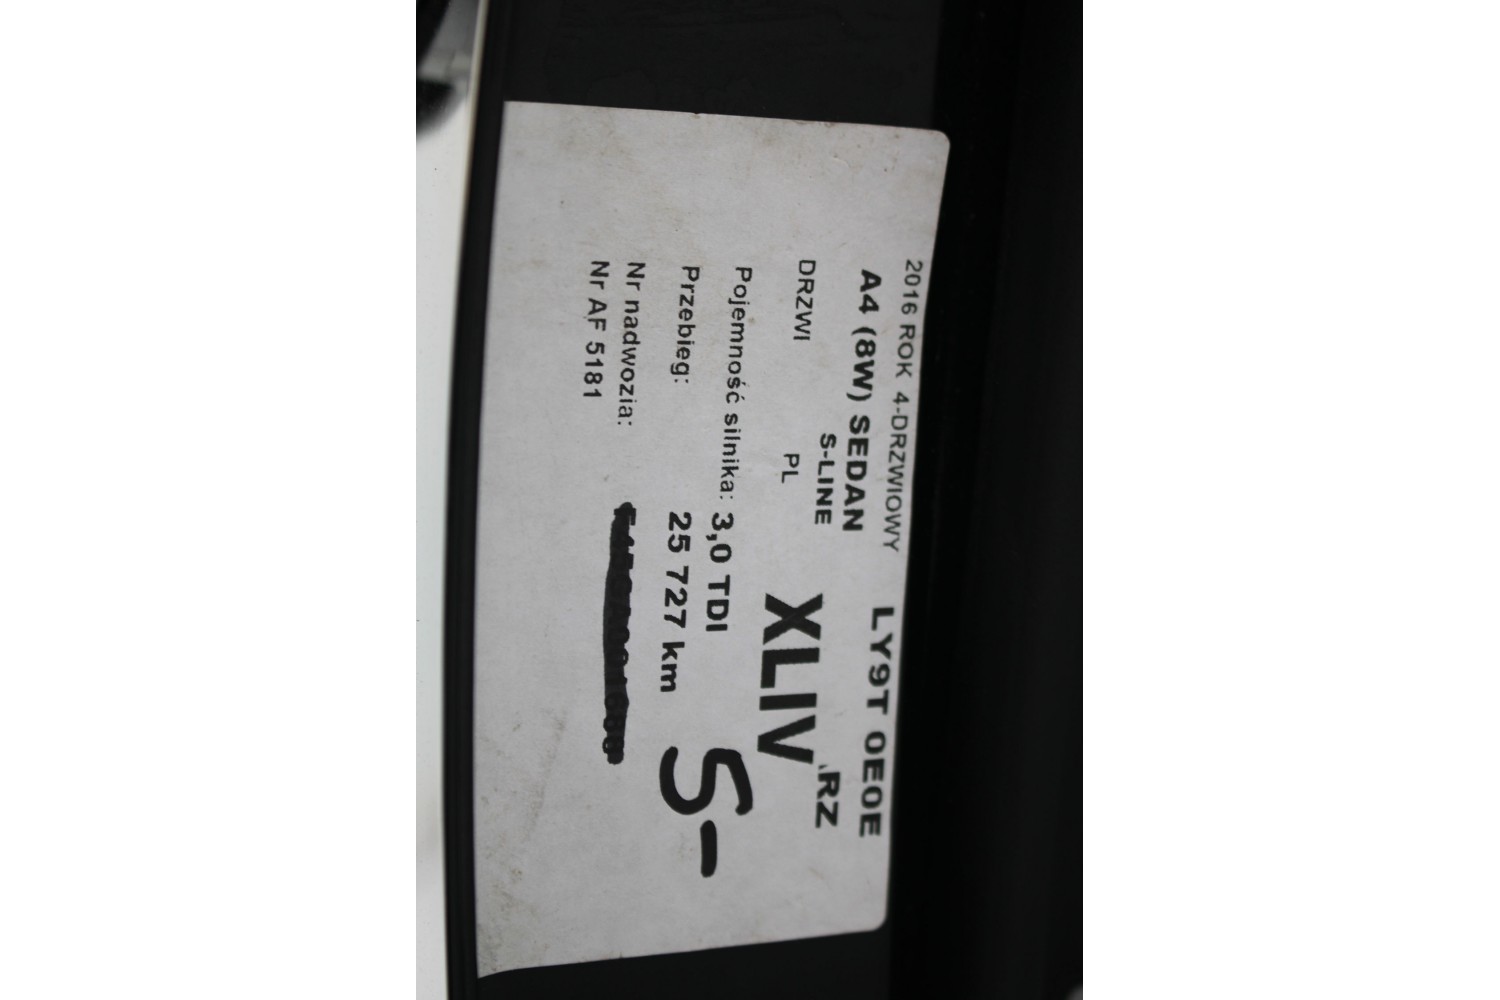 2016 ROK 4-DRZWIOWY
A4 (8W) SEDAN LY9T 0E0E
S-LINE
DRZWI PL XLIV RZ
Pojemność silnika: 3,0 TDI
Przebieg: 25 727 km 5-
Nr nadwozia:
Nr AF 5181